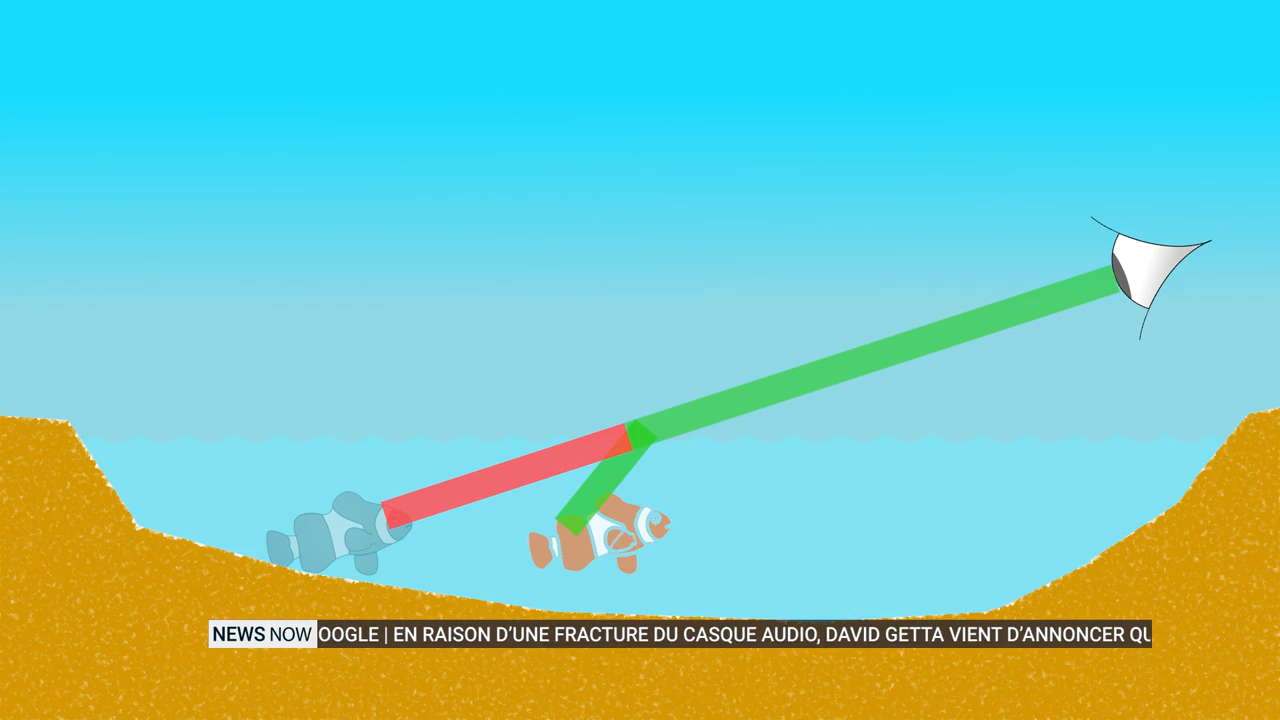 NEWS NOW OOGLE | EN RAISON D’UNE FRACTURE DU CASQUE AUDIO, DAVID GETTA VIENT D’ANNONCER QU